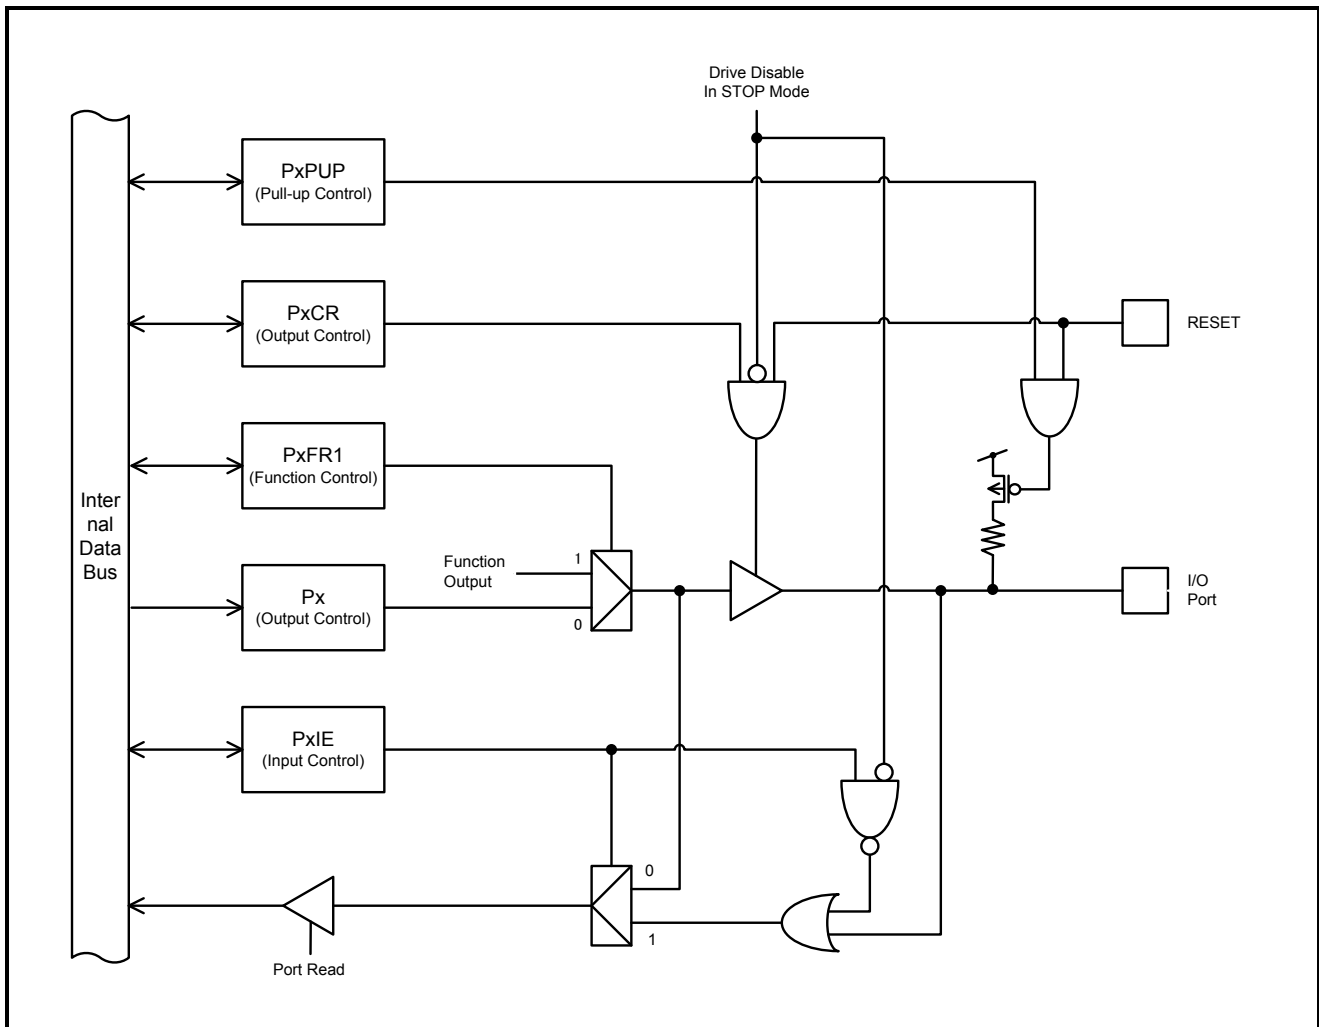 Drive Disable
In STOP Mode
PxPUP
(Pull-up Control)
PxCR
(Output Control)
RESET
PxFR1
(Function Control)
Inter
nal
Data
Bus
Function
Output
1
0
Px
(Output Control)
I/O
Port
PxIE
(Input Control)
0
1
Port Read